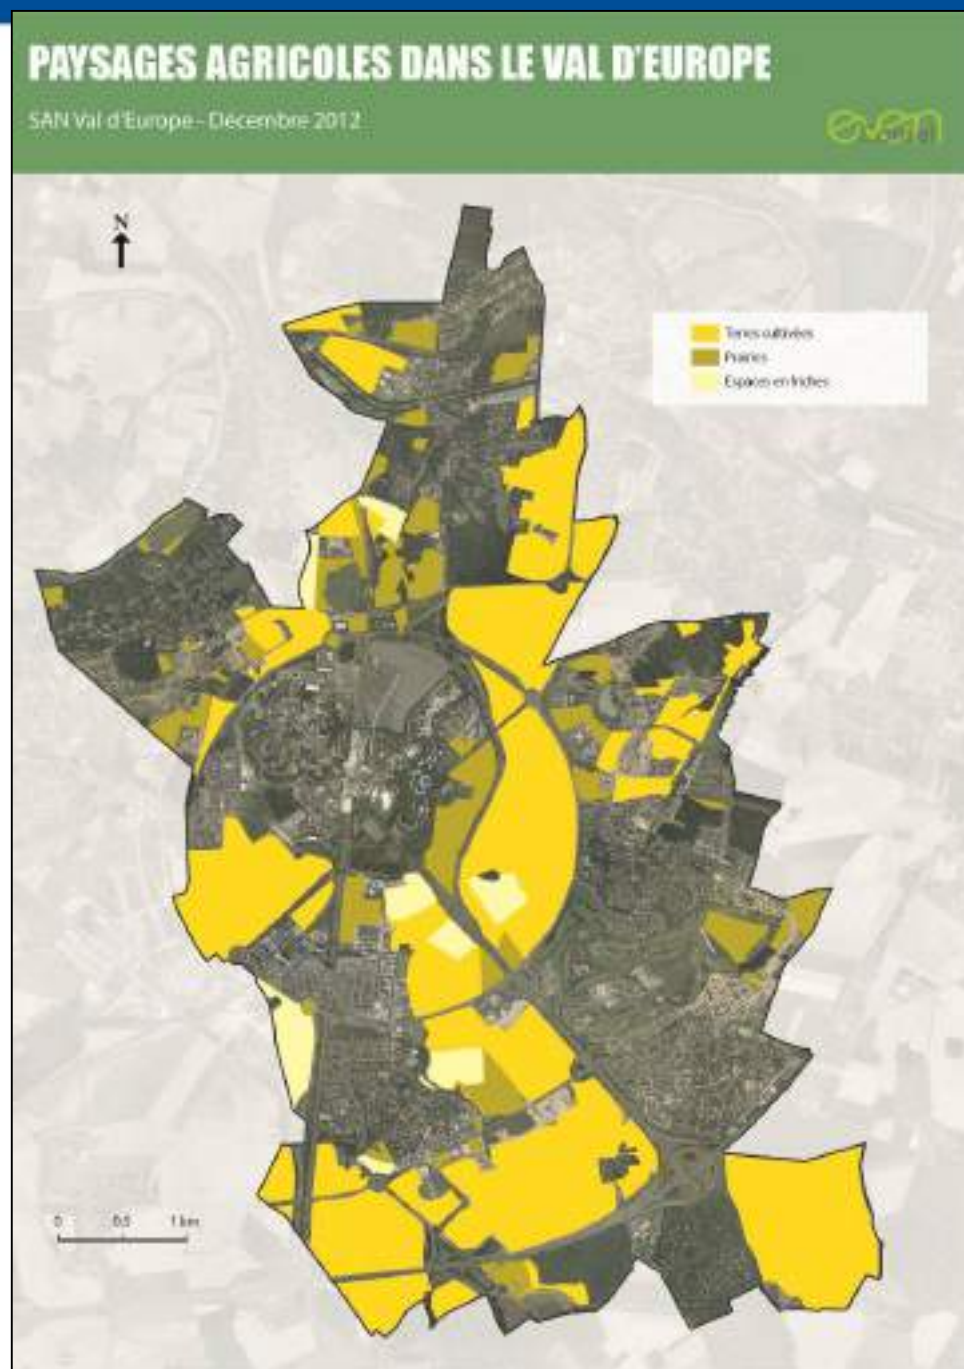 PAYSAGES AGRICOLES DANS LE VAL D'EUROPE
SAN Val d'Europe - Décembre 2012
even
N
Terres cultivées
Prairies
Espaces en friches
0 0,5 1 km